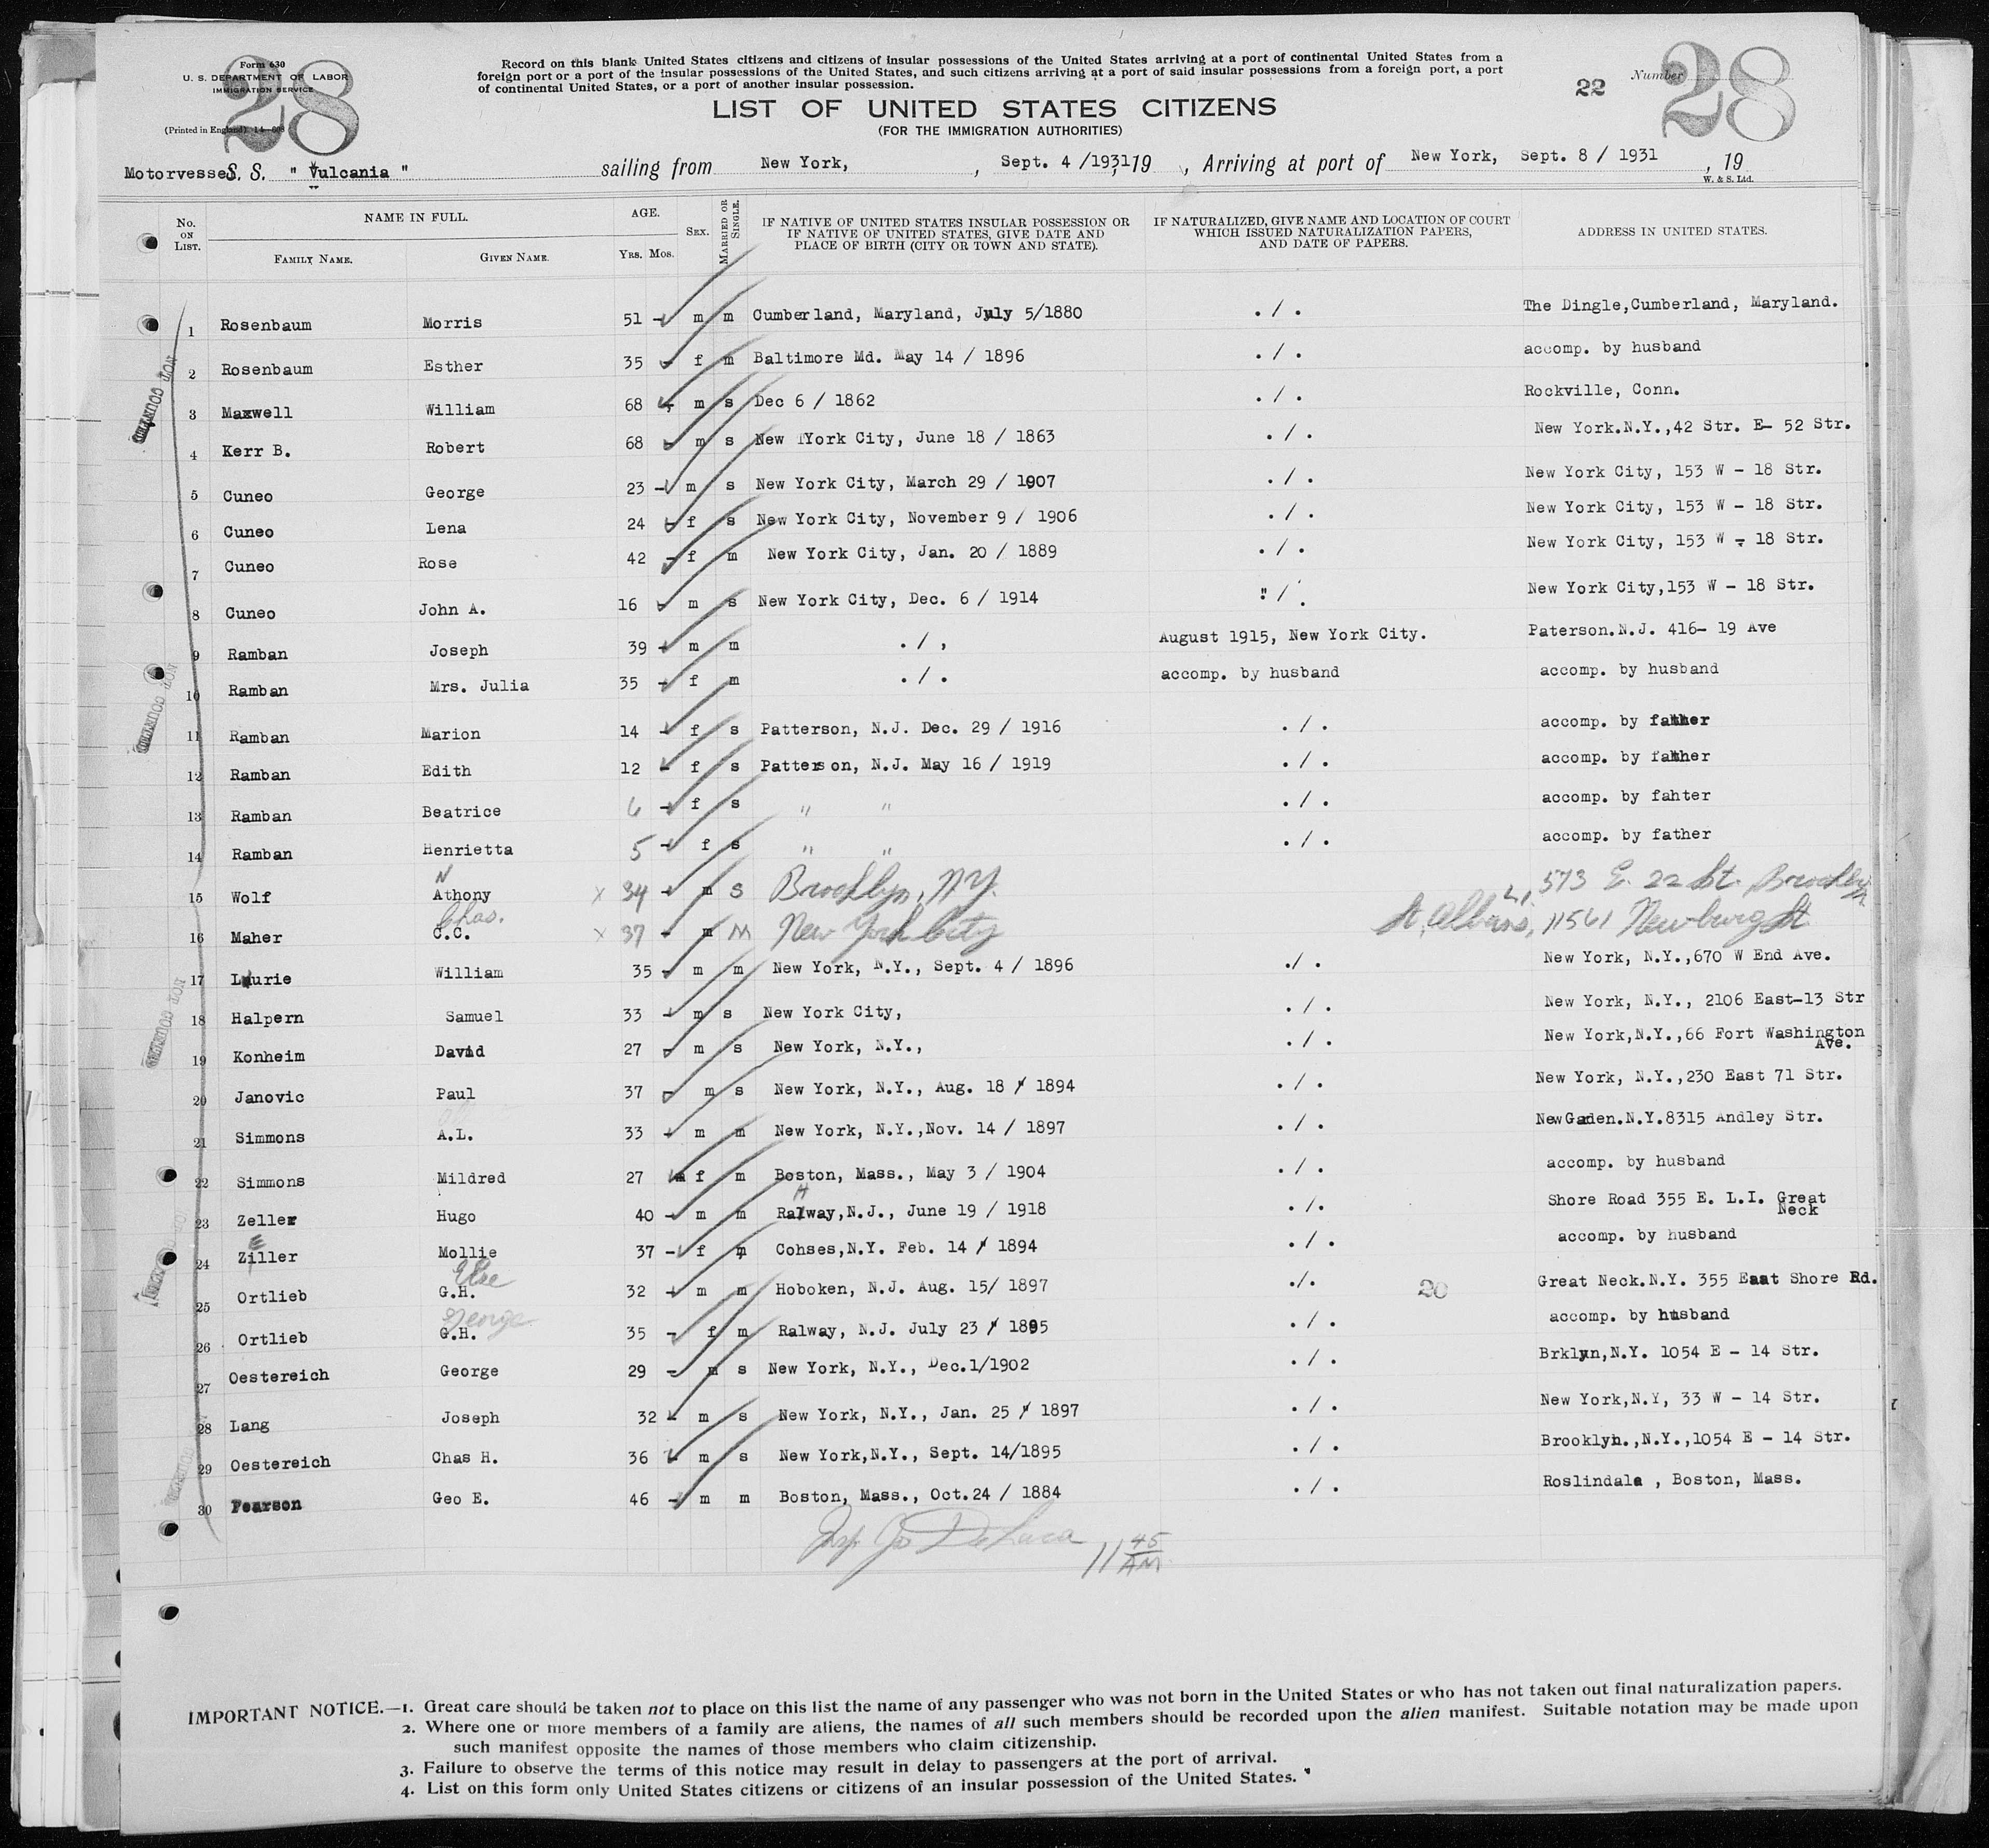 Form 630
U. S. DEPARTMENT OF LABOR
IMMIGRATION SERVICE
28
(Printed in England) 14-608
Record on this blank United States citizens and citizens of insular possessions of the United States arriving at a port of continental United States from a
foreign port or a port of the insular possessions of the United States, and such citizens arriving at a port of said insular possessions from a foreign port, a port
of continental United States, or a port of another insular possession.
22 Number 28
LIST OF UNITED STATES CITIZENS
(FOR THE IMMIGRATION AUTHORITIES)
Motorvessel S. S. " Vulcania " sailing from New York, , Sept. 4 /1931 19 , Arriving at port of New York, Sept. 8 / 1931 , 19
W. & S. Ltd.
No. ON LIST. NAME IN FULL. FAMILY NAME. GIVEN NAME. AGE. YRS. MOS. SEX. MARRIED OR SINGLE. IF NATIVE OF UNITED STATES INSULAR POSSESSION OR IF NATIVE OF UNITED STATES, GIVE DATE AND PLACE OF BIRTH (CITY OR TOWN AND STATE). IF NATURALIZED, GIVE NAME AND LOCATION OF COURT WHICH ISSUED NATURALIZATION PAPERS, AND DATE OF PAPERS. ADDRESS IN UNITED STATES.
1 Rosenbaum Morris 51 - m m Cumberland, Maryland, July 5/1880 . / . The Dingle,Cumberland, Maryland.
2 Rosenbaum Esther 35 - f m Baltimore Md. May 14 / 1896 . / . accomp. by husband
NOT COUNTED
3 Maxwell William 68 - m s Dec 6 / 1862 . / . Rockville, Conn.
4 Kerr B. Robert 68 - m s New York City, June 18 / 1863 . / . New York.N.Y.,42 Str. E- 52 Str.
5 Cuneo George 23 - m s New York City, March 29 / 1907 . / . New York City, 153 W - 18 Str.
6 Cuneo Lena 24 - f s New York City, November 9 / 1906 . / . New York City, 153 W - 18 Str.
7 Cuneo Rose 42 - f m New York City, Jan. 20 / 1889 . / . New York City, 153 W - 18 Str.
8 Cuneo John A. 16 - m s New York City, Dec. 6 / 1914 " / . New York City,153 W - 18 Str.
9 Ramban Joseph 39 - m m . / , August 1915, New York City. Paterson.N.J. 416- 19 Ave
10 Ramban Mrs. Julia 35 - f m . / . accomp. by husband accomp. by husband
NOT COUNTED
11 Ramban Marion 14 - f s Patterson, N.J. Dec. 29 / 1916 . / . accomp. by father
12 Ramban Edith 12 - f s Patterson, N.J. May 16 / 1919 . / . accomp. by father
13 Ramban Beatrice 6 - f s " " . / . accomp. by fahter
14 Ramban Henrietta 5 - f s " " . / . accomp. by father
N
15 Wolf Athony x 34 - m S Brooklyn, N.Y. 573 E. 22 St.
Chas.
16 Maher C.C. x 37 - m M New York City St. Albans, L.I. 11561 Newburg St
17 Laurie William 35 - m m New York, N.Y., Sept. 4 / 1896 ./ . New York, N.Y.,670 W End Ave.
NOT COUNTED
18 Halpern Samuel 33 - m s New York City, . / . New York, N.Y., 2106 East-13 Str
19 Konheim David 27 - m s New York, N.Y., . / . New York,N.Y.,66 Fort Washington Ave.
20 Janovic Paul 37 - m s New York, N.Y., Aug. 18 / 1894 . / . New York, N.Y.,230 East 71 Str.
21 Simmons A.L. 33 - m m New York, N.Y.,Nov. 14 / 1897 . / . NewGaden.N.Y.8315 Andley Str.
22 Simmons Mildred 27 f m Boston, Mass., May 3 / 1904 . / . accomp. by husband
H
23 Zeller Hugo 40 - m m Ralway,N.J., June 19 / 1918 . / . Shore Road 355 E. L.I. Great Neck
E
24 Ziller Mollie 37 - f m Cohses,N.Y. Feb. 14 / 1894 . / . accomp. by husband
Else
25 Ortlieb G.H. 32 - m m Hoboken, N.J. Aug. 15/ 1897 ./. 20 Great Neck.N.Y. 355 Eaat Shore Rd.
George
26 Ortlieb G.H. 35 - f m Ralway, N.J. July 23 / 1895 . / . accomp. by husband
27 Oestereich George 29 - m s New York, N.Y., Dec.1/1902 . / . Brklyn,N.Y. 1054 E - 14 Str.
28 Lang Joseph 32 - m s New York, N.Y., Jan. 25 / 1897 . / . New York,N.Y, 33 W - 14 Str.
29 Oestereich Chas H. 36 - m s New York,N.Y., Sept. 14/1895 . / . Brooklyn.,N.Y.,1054 E - 14 Str.
30 Pearson Geo E. 46 - m m Boston, Mass., Oct.24 / 1884 . / . Roslindale , Boston, Mass.
Insp. Jos DeLuca 11 45 AM
IMPORTANT NOTICE.—1. Great care should be taken not to place on this list the name of any passenger who was not born in the United States or who has not taken out final naturalization papers.
2. Where one or more members of a family are aliens, the names of all such members should be recorded upon the alien manifest. Suitable notation may be made upon
such manifest opposite the names of those members who claim citizenship.
3. Failure to observe the terms of this notice may result in delay to passengers at the port of arrival.
4. List on this form only United States citizens or citizens of an insular possession of the United States.